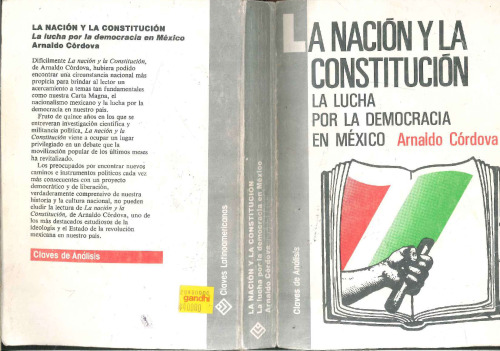 LA NACIÓN Y LA CONSTITUCIÓN
La lucha por la democracia en México
Arnaldo Córdova
Difícilmente La nación y la Constitución,
de Arnaldo Córdova, hubiera podido
encontrar una circunstancia nacional más
propicia para brindar al lector un
acercamiento a temas tan fundamentales
como nuestra Carta Magna, el
nacionalismo mexicano y la lucha por la
democracia en nuestro país.
Fruto de quince años en los que se
entreveran investigación científica y
militancia política, La nación y la
Constitución viene a ocupar un lugar
privilegiado en un debate que la
movilización popular de los últimos meses
ha revitalizado.
Los preocupados por encontrar nuevos
caminos e instrumentos políticos cada vez
más consecuentes con un proyecto
democrático y de liberación,
verdaderamente comprensivo de nuestra
historia y la cultura nacional, no pueden
eludir la lectura de La nación y la
Constitución, de Arnaldo Córdova, uno de
los más destacados estudiosos de la
ideología y el Estado de la revolución
mexicana en nuestro país.
Claves de Análisis
gandhi
Claves Latinoamericanas
LA NACIÓN Y LA CONSTITUCIÓN
La lucha por la democracia en México
Arnaldo Córdova
LA NACIÓN Y LA
CONSTITUCIÓN
LA LUCHA
POR LA DEMOCRACIA
EN MÉXICO Arnaldo Córdova
Claves de Análisis